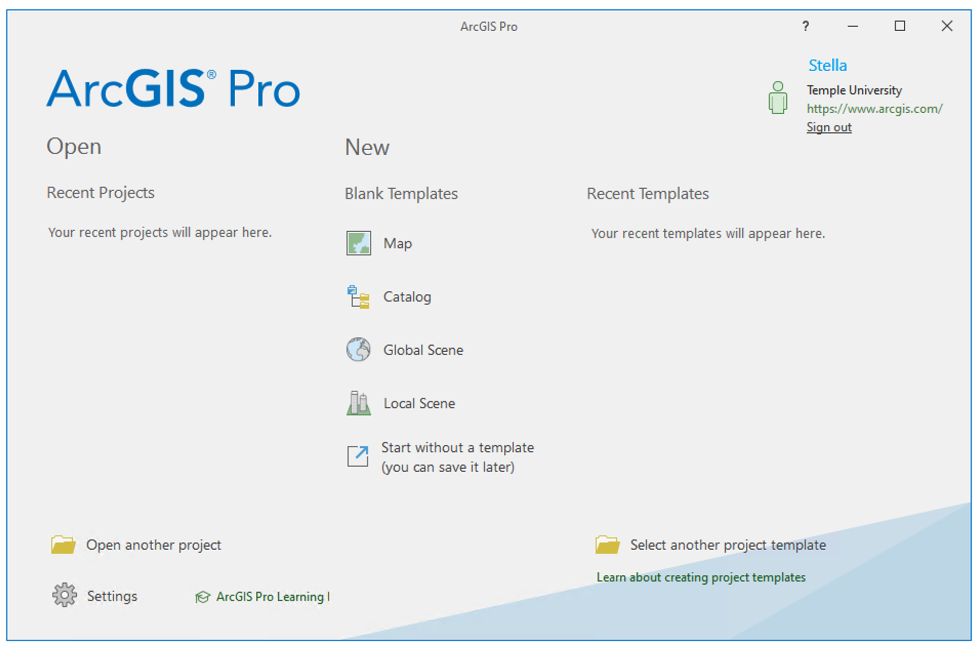 ArcGIS Pro
?
ArcGIS® Pro
Stella
Temple University
https://www.arcgis.com/
Sign out
Open
New
Recent Projects
Blank Templates
Recent Templates
Your recent projects will appear here.
Your recent templates will appear here.
Map
Catalog
Global Scene
Local Scene
Start without a template
(you can save it later)
Open another project
Select another project template
Learn about creating project templates
Settings
ArcGIS Pro Learning